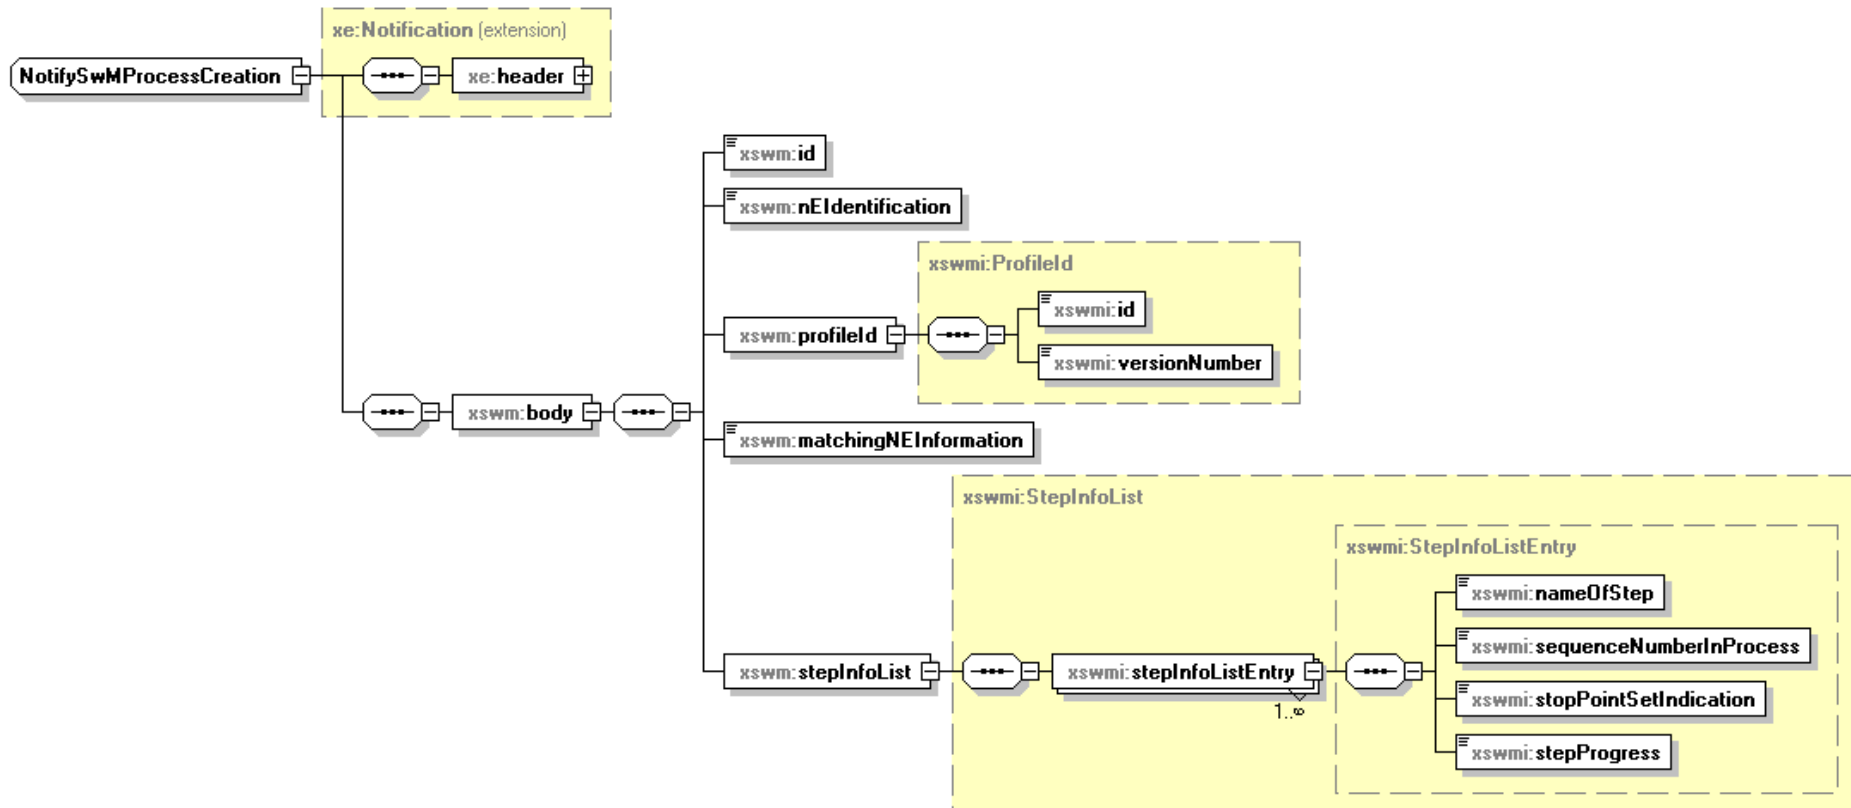 xe:Notification (extension)
NotifySwMProcessCreation
xe:header
xswm:id
xswm:nEIdentification
xswmi:ProfileId
xswmi:id
xswm:profileId
xswmi:versionNumber
xswm:body
xswm:matchingNEInformation
xswmi:StepInfoList
xswmi:StepInfoListEntry
xswmi:nameOfStep
xswmi:sequenceNumberInProcess
xswm:stepInfoList
xswmi:stepInfoListEntry
1..∞
xswmi:stopPointSetIndication
xswmi:stepProgress